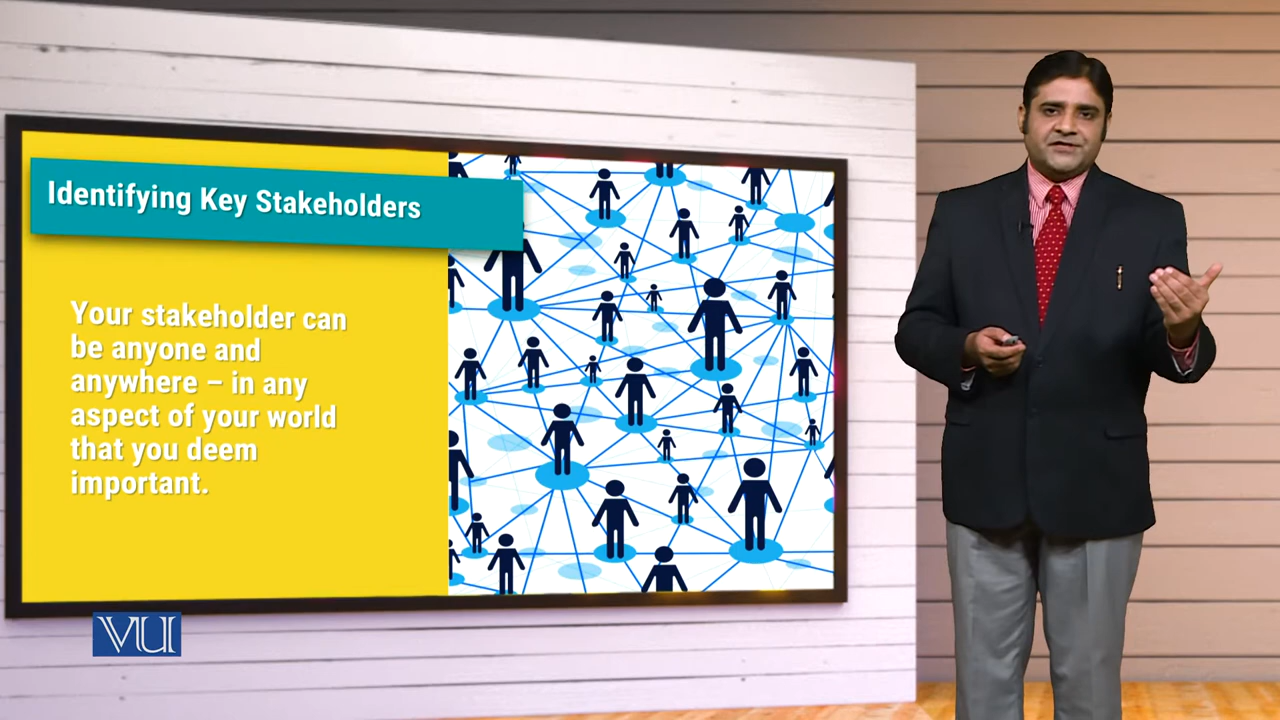 Identifying Key Stakeholders
Your stakeholder can
be anyone and
anywhere – in any
aspect of your world
that you deem
important.
VU